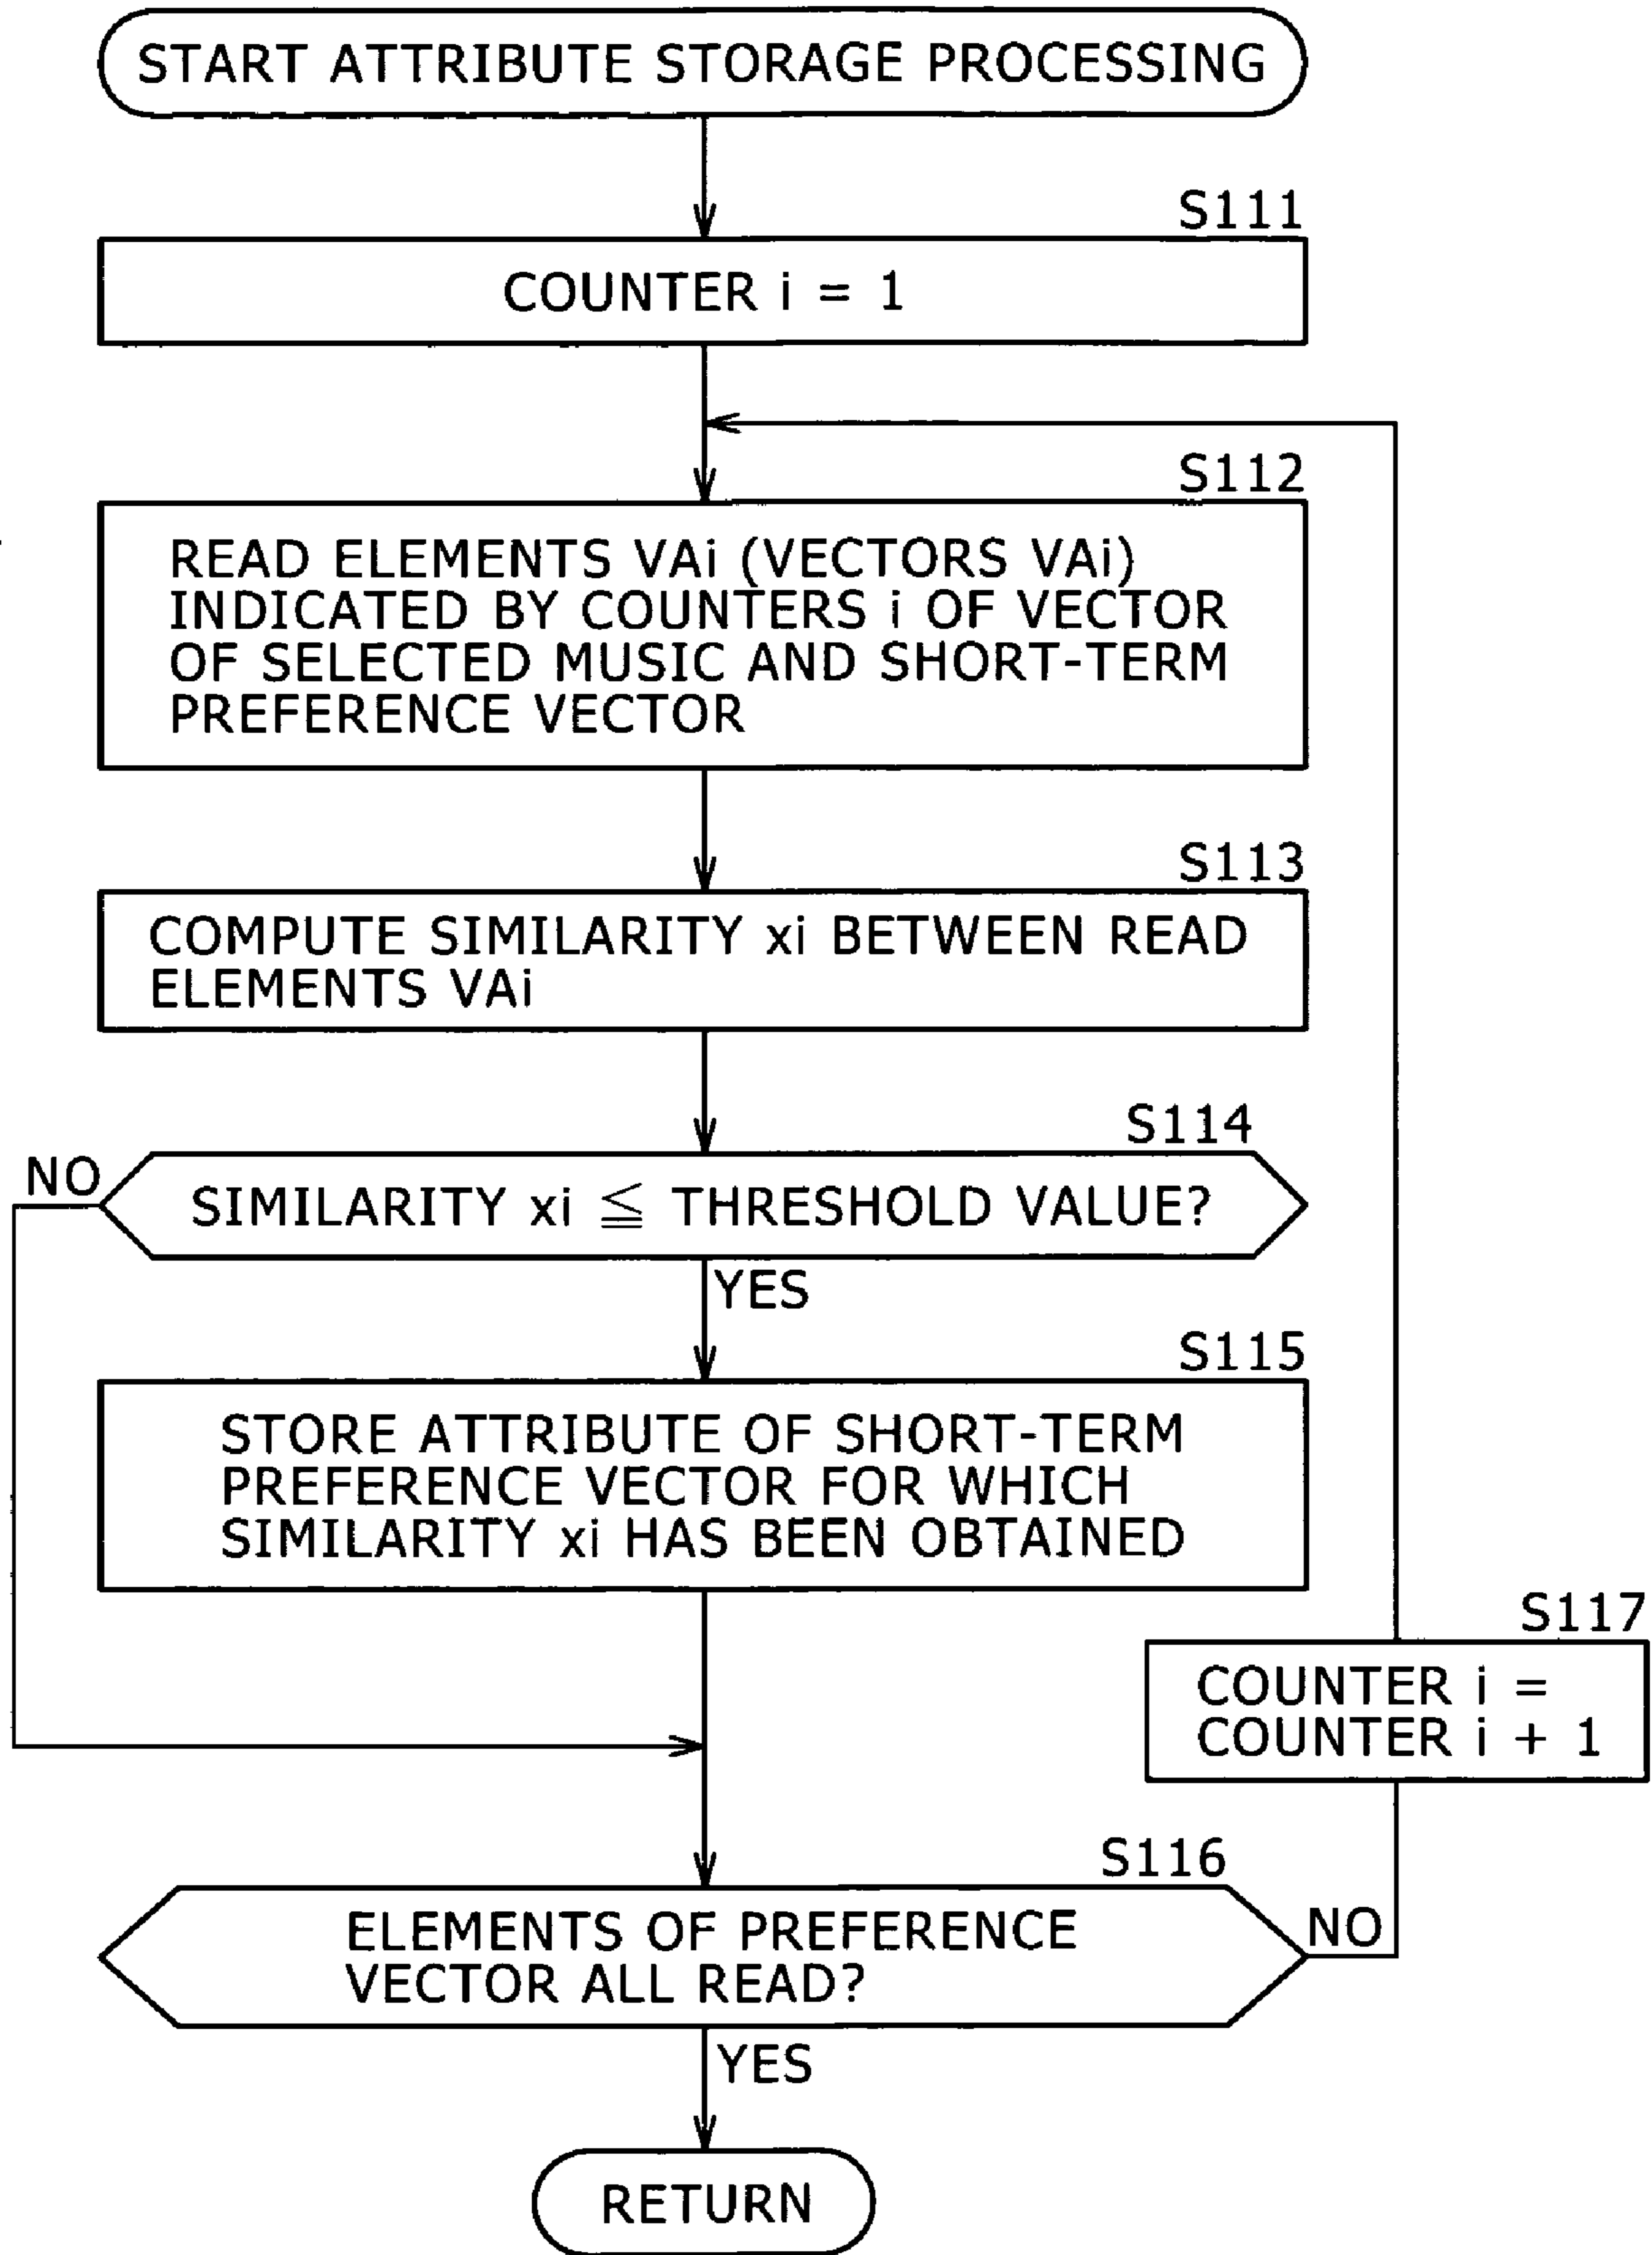 START ATTRIBUTE STORAGE PROCESSING
S111
COUNTER i = 1
S112
READ ELEMENTS VAi (VECTORS VAi)
INDICATED BY COUNTERS i OF VECTOR
OF SELECTED MUSIC AND SHORT-TERM
PREFERENCE VECTOR
S113
COMPUTE SIMILARITY xi BETWEEN READ
ELEMENTS VAi
S114
NO
SIMILARITY xi ≦ THRESHOLD VALUE?
YES
S115
STORE ATTRIBUTE OF SHORT-TERM
PREFERENCE VECTOR FOR WHICH
SIMILARITY xi HAS BEEN OBTAINED
S117
COUNTER i =
COUNTER i + 1
S116
ELEMENTS OF PREFERENCE
VECTOR ALL READ?
NO
YES
RETURN